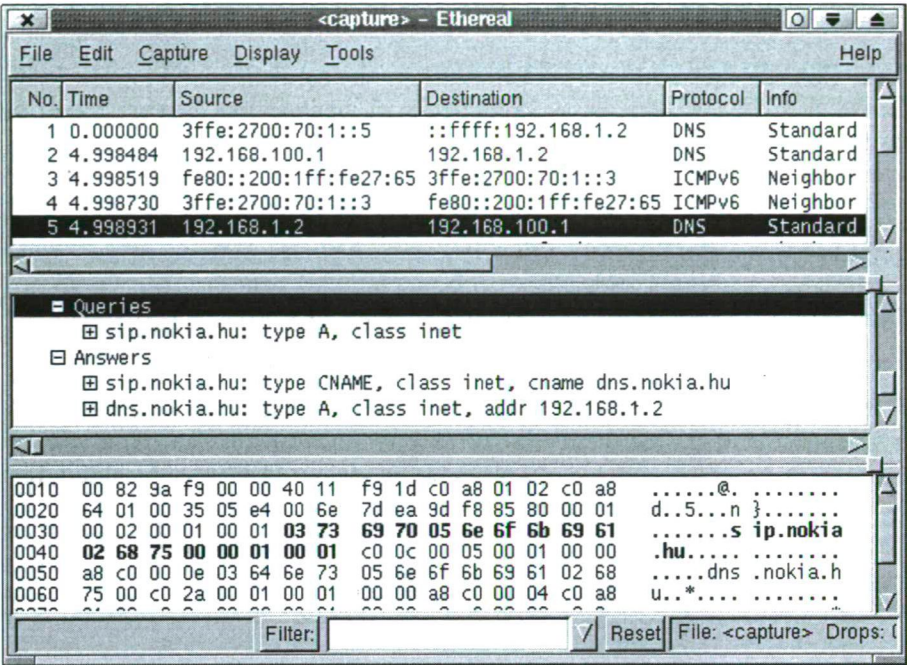 <capture> - Ethereal
File Edit Capture Display Tools Help
No. Time Source Destination Protocol Info
1 0.000000 3ffe:2700:70:1::5 ::ffff:192.168.1.2 DNS Standard
2 4.998484 192.168.100.1 192.168.1.2 DNS Standard
3 4.998519 fe80::200:1ff:fe27:65 3ffe:2700:70:1::3 ICMPv6 Neighbor
4 4.998730 3ffe:2700:70:1::3 fe80::200:1ff:fe27:65 ICMPv6 Neighbor
5 4.998931 192.168.1.2 192.168.100.1 DNS Standard
Queries
sip.nokia.hu: type A, class inet
Answers
sip.nokia.hu: type CNAME, class inet, cname dns.nokia.hu
dns.nokia.hu: type A, class inet, addr 192.168.1.2
0010 00 82 9a f9 00 00 40 11 f9 1d c0 a8 01 02 c0 a8 ......@. ........
0020 64 01 00 35 05 e4 00 6e 7d ea 9d f8 85 80 00 01 d..5...n }.......
0030 00 02 00 01 00 01 03 73 69 70 05 6e 6f 6b 69 61 .......s ip.nokia
0040 02 68 75 00 00 01 00 01 c0 0c 00 05 00 01 00 00 .hu..... ........
0050 a8 c0 00 0e 03 64 6e 73 05 6e 6f 6b 69 61 02 68 .....dns .nokia.h
0060 75 00 c0 2a 00 01 00 01 00 00 a8 c0 00 04 c0 a8 u..*.... ........
Filter: Reset File: <capture> Drops: